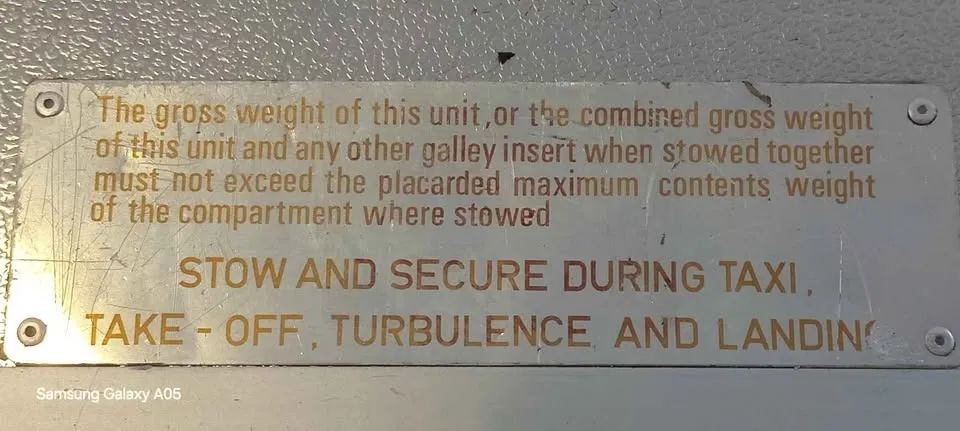 The gross weight of this unit, or the combined gross weight
of this unit and any other galley insert when stowed together
must not exceed the placarded maximum contents weight
of the compartment where stowed
STOW AND SECURE DURING TAXI,
TAKE - OFF, TURBULENCE AND LANDING
Samsung Galaxy A05